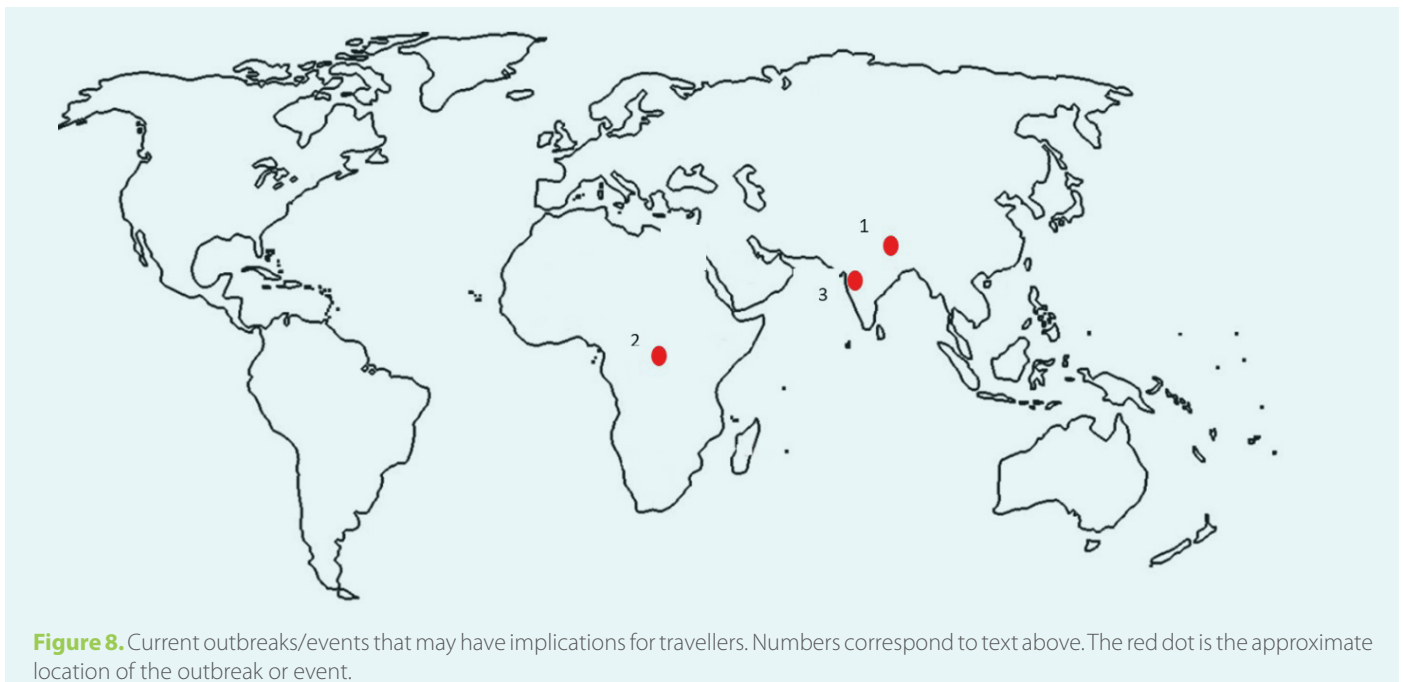 1
3
2
Figure 8. Current outbreaks/events that may have implications for travellers. Numbers correspond to text above. The red dot is the approximate
location of the outbreak or event.